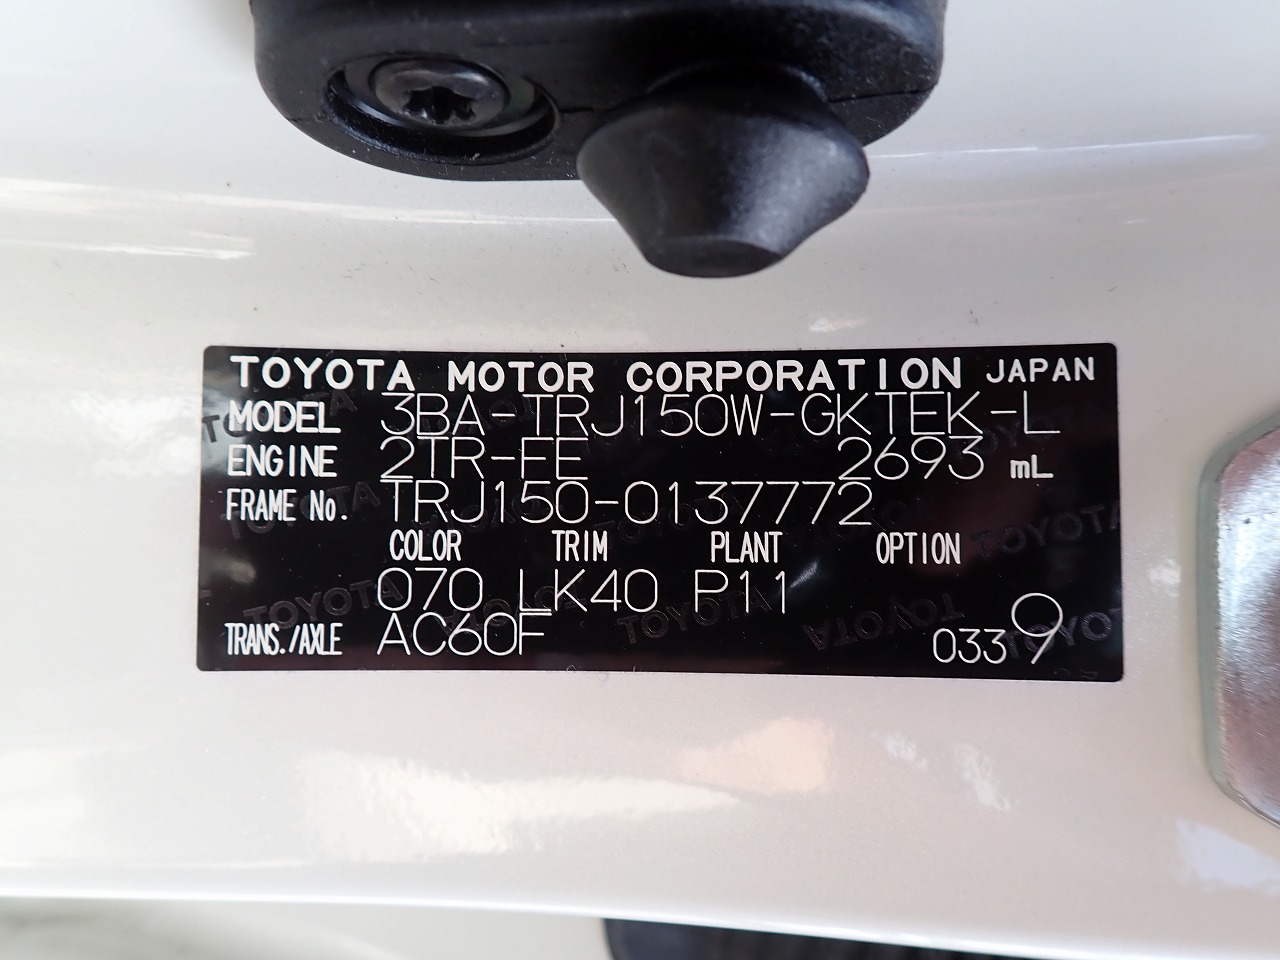 TOYOTA MOTOR CORPORATION JAPAN
MODEL 3BA-TRJ150W-GKTEK-L
ENGINE 2TR-FE 2693 mL
FRAME No. TRJ150-0137772
COLOR TRIM PLANT OPTION
070 LK40 P11
TRANS./AXLE AC60F 0339